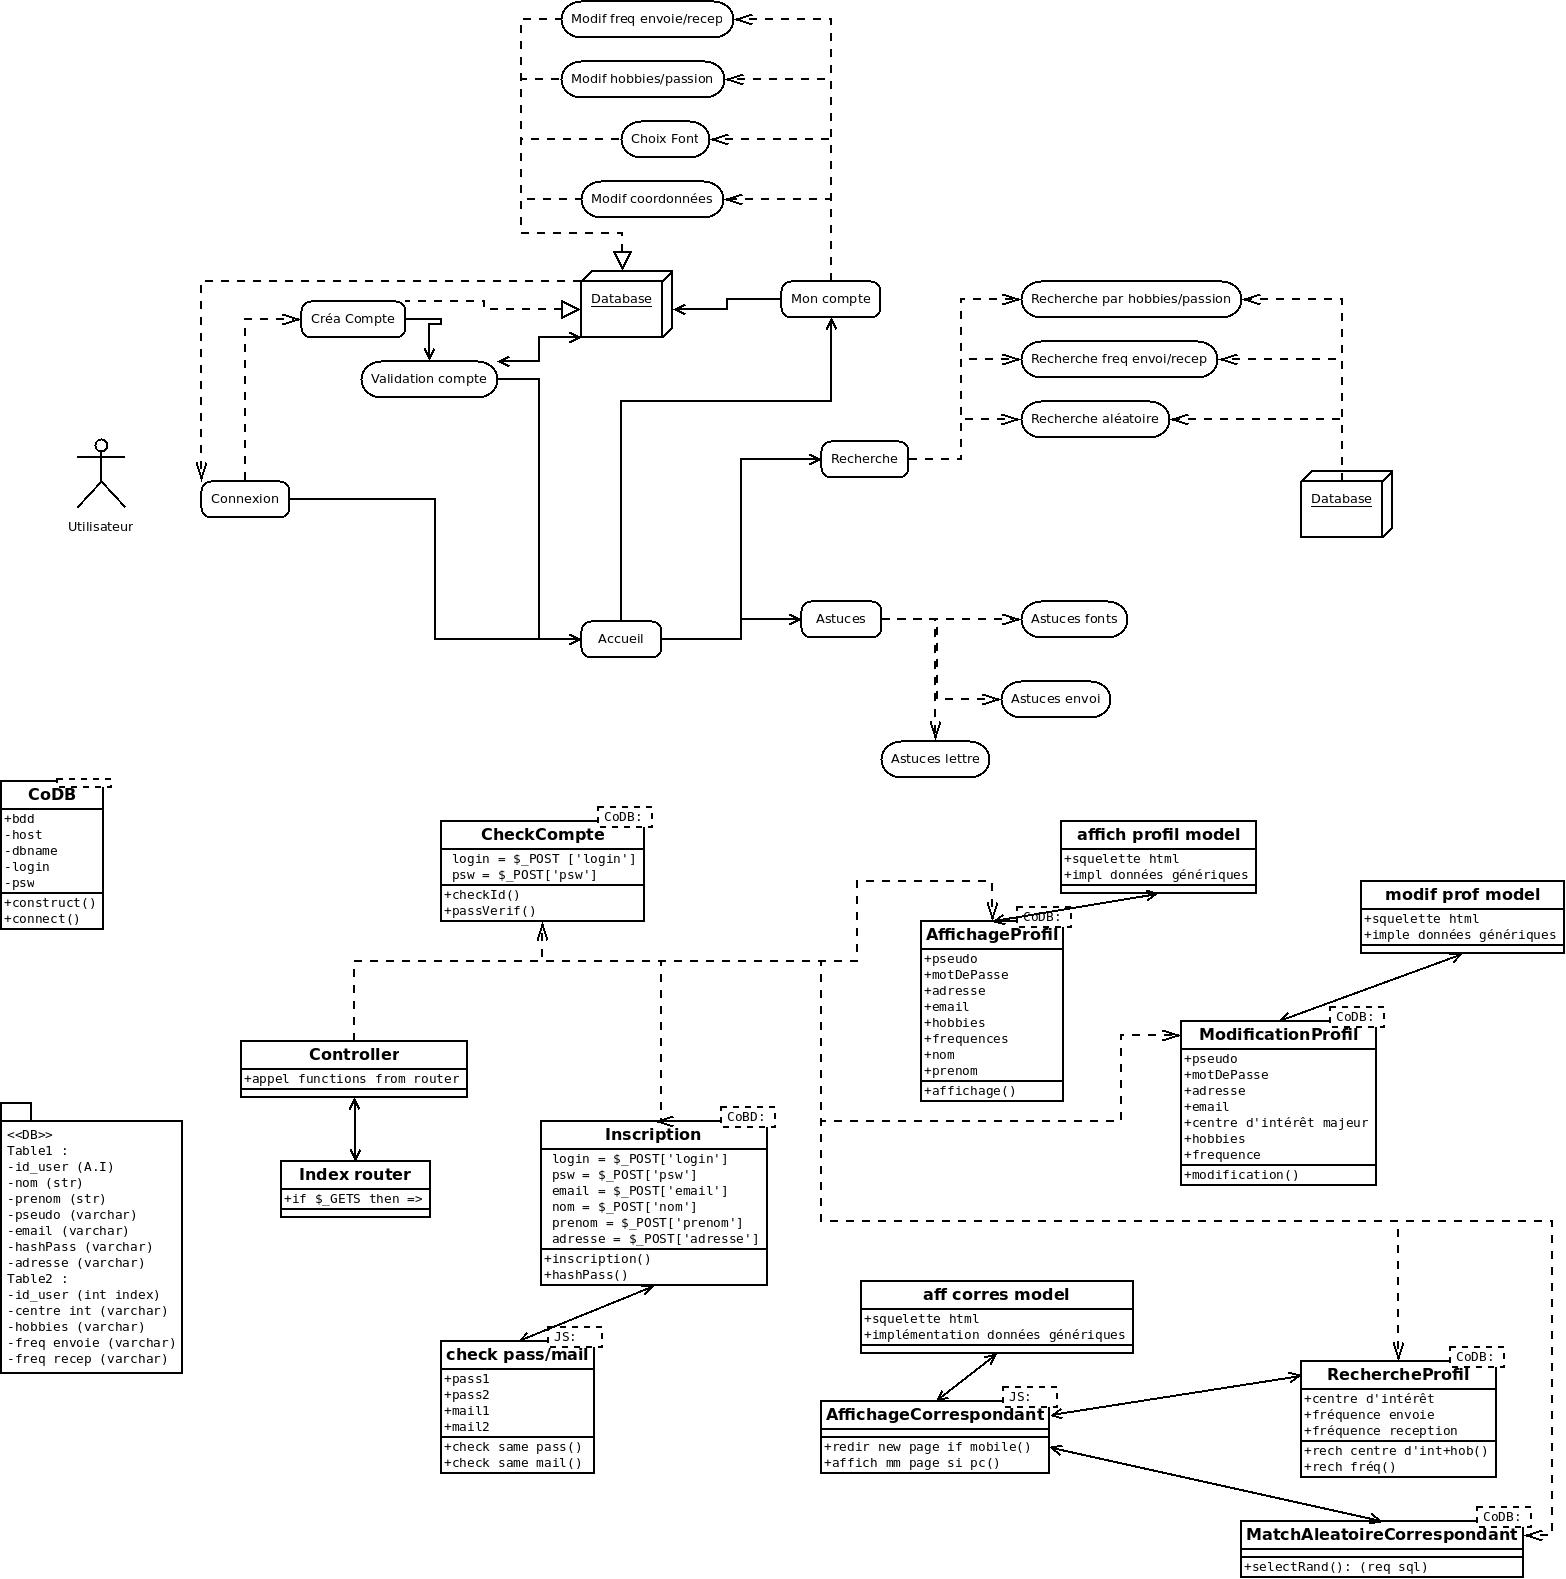 Modif freq envoie/recep
Modif hobbies/passion
Choix Font
Modif coordonnées
Database
Mon compte
Créa Compte
Validation compte
Recherche par hobbies/passion
Recherche freq envoi/recep
Recherche aléatoire
Recherche
Database
Utilisateur
Connexion
Accueil
Astuces
Astuces fonts
Astuces envoi
Astuces lettre
CoDB
+bdd
-host
-dbname
-login
-psw
+construct()
+connect()
CoDB:
CheckCompte
login = $_POST ['login']
psw = $_POST['psw']
+checkId()
+passVerif()
affich profil model
+squelette html
+impl données génériques
modif prof model
+squelette html
+imple données génériques
CoDB:
AffichageProfil
+pseudo
+motDePasse
+adresse
+email
+hobbies
+frequences
+nom
+prenom
+affichage()
CoDB:
ModificationProfil
+pseudo
+motDePasse
+adresse
+email
+centre d'intérêt majeur
+hobbies
+frequence
+modification()
Controller
+appel functions from router
Index router
+if $_GETS then =>
<<DB>>
Table1 :
-id_user (A.I)
-nom (str)
-prenom (str)
-pseudo (varchar)
-email (varchar)
-hashPass (varchar)
-adresse (varchar)
Table2 :
-id_user (int index)
-centre int (varchar)
-hobbies (varchar)
-freq envoie (varchar)
-freq recep (varchar)
CoBD:
Inscription
login = $_POST['login']
psw = $_POST['psw']
email = $_POST['email']
nom = $_POST['nom']
prenom = $_POST['prenom']
adresse = $_POST['adresse']
+inscription()
+hashPass()
JS:
check pass/mail
+pass1
+pass2
+mail1
+mail2
+check same pass()
+check same mail()
aff corres model
+squelette html
+implémentation données génériques
JS:
AffichageCorrespondant
+redir new page if mobile()
+affich mm page si pc()
CoDB:
RechercheProfil
+centre d'intérêt
+fréquence envoie
+fréquence reception
+rech centre d'int+hob()
+rech fréq()
CoDB:
MatchAleatoireCorrespondant
+selectRand(): (req sql)